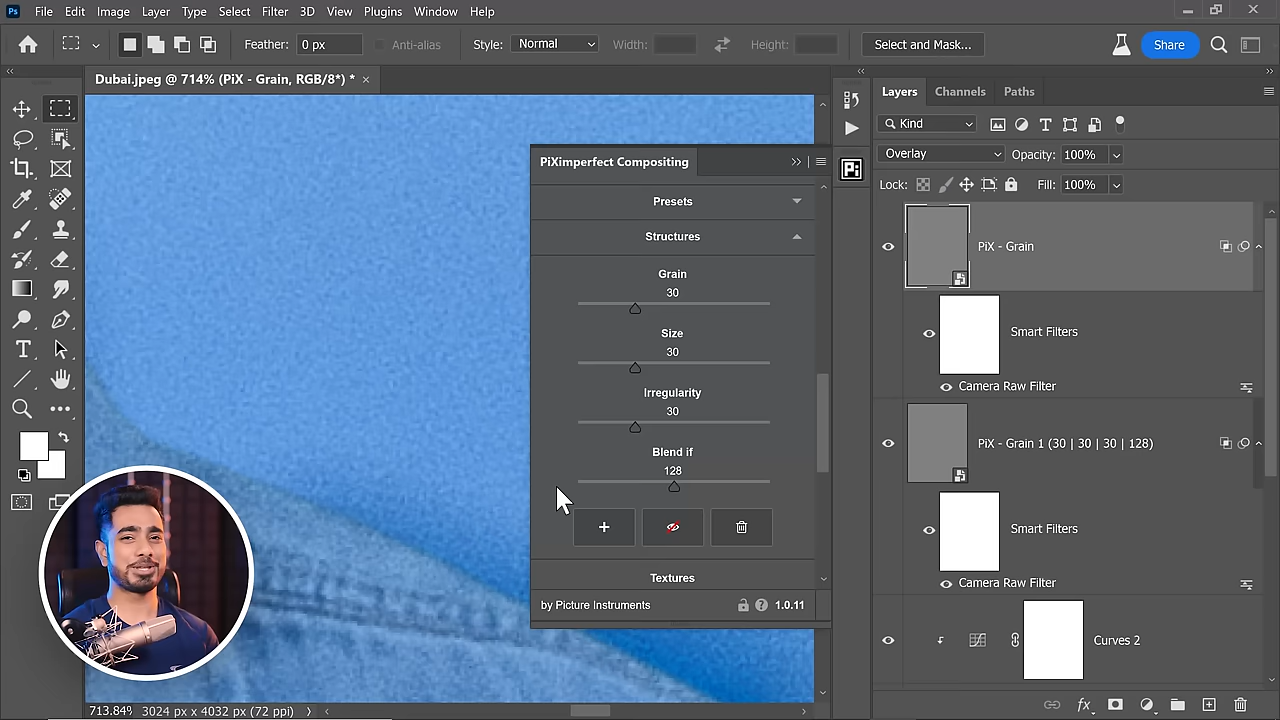 Ps File Edit Image Layer Type Select Filter 3D View Plugins Window Help
Feather: 0 px Anti-alias Style: Normal Width: Height: Select and Mask... Share
Dubai.jpeg @ 714% (PiX - Grain, RGB/8*) * ×
PiXimperfect Compositing
Presets
Structures
Grain
30
Size
30
Irregularity
30
Blend if
128
Textures
by Picture Instruments 1.0.11
Pi
Layers Channels Paths
Kind
Overlay Opacity: 100%
Lock: Fill: 100%
PiX - Grain
Smart Filters
Camera Raw Filter
PiX - Grain 1 (30 | 30 | 30 | 128)
Smart Filters
Camera Raw Filter
Curves 2
fx
713.84% 3024 px x 4032 px (72 ppi)